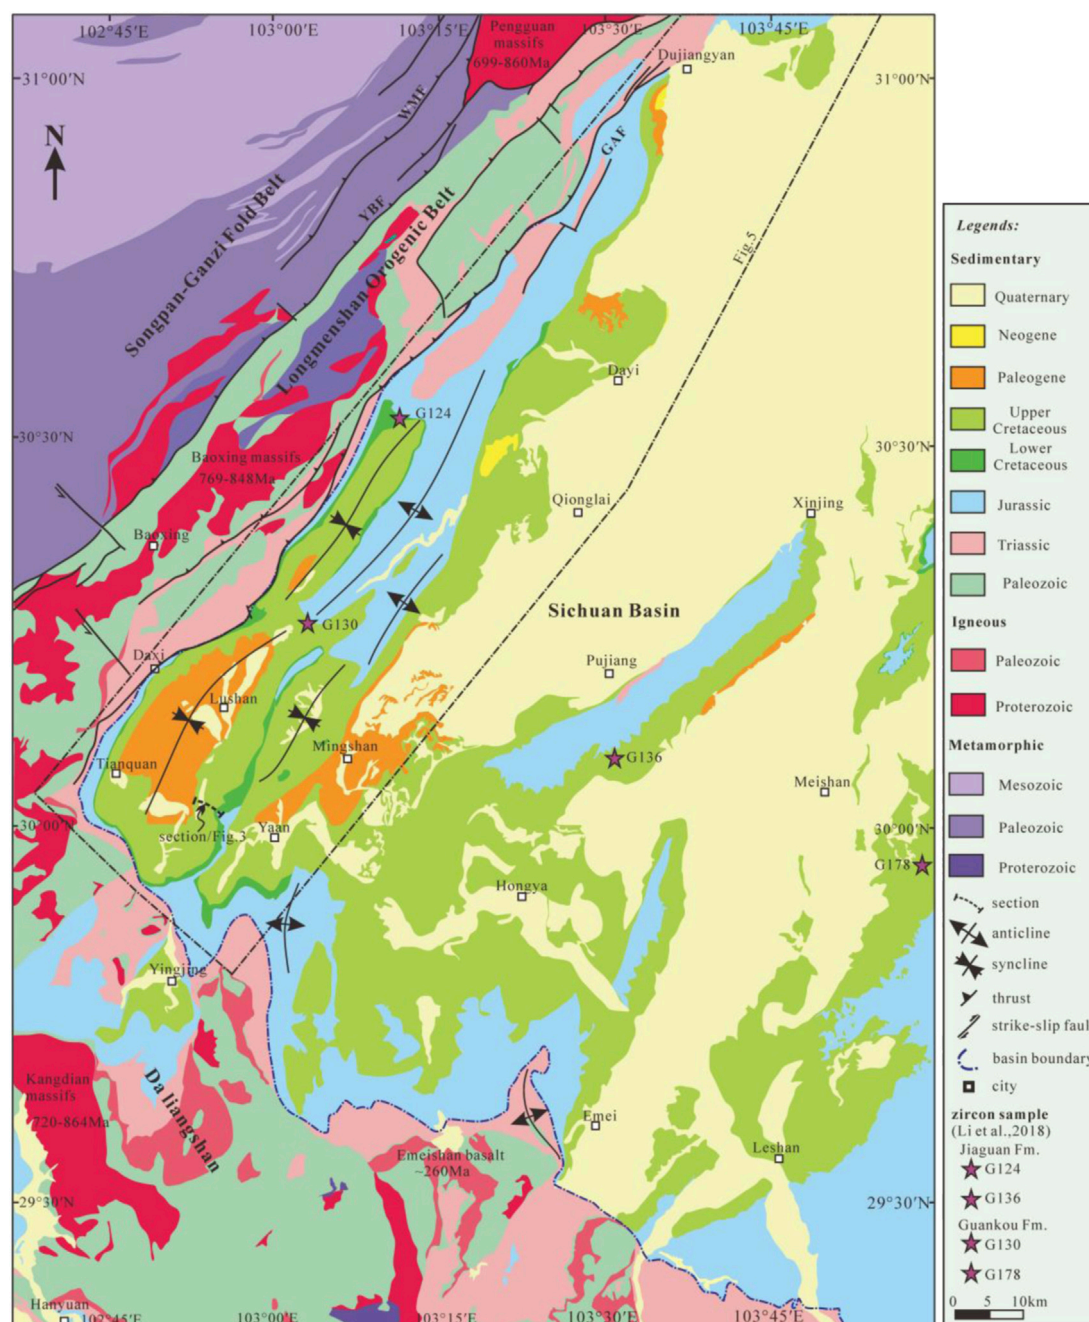 102°45′E
103°00′E
103°15′E
103°30′E
103°45′E
Pengguan
massifs
699-860Ma
Dujiangyan
31°00′N
31°00′N
N
WMF
GAF
YBF
Songpan-Ganzi Fold Belt
Longmenshan Orogenic Belt
Fig.5
Dayi
G124
30°30′N
30°30′N
Baoxing massifs
769-848Ma
Qionglai
Xinjing
Baoxing
Sichuan Basin
G130
Daxi
Pujiang
Lushan
Mingshan
G136
Tianquan
Meishan
section/Fig.3
Yaan
30°00′N
30°00′N
G178
Hongya
Yingjing
Kangdian
massifs
720-864Ma
Daliangshan
Emei
Emeishan basalt
~260Ma
Leshan
29°30′N
29°30′N
Hanyuan
102°45′E
103°00′E
103°15′E
103°30′E
103°45′E
Legends:
Sedimentary
Quaternary
Neogene
Paleogene
Upper
Cretaceous
Lower
Cretaceous
Jurassic
Triassic
Paleozoic
Igneous
Paleozoic
Proterozoic
Metamorphic
Mesozoic
Paleozoic
Proterozoic
section
anticline
syncline
thrust
strike-slip faul
basin boundary
city
zircon sample
(Li et al.,2018)
Jiaguan Fm.
G124
G136
Guankou Fm.
G130
G178
0 5 10km